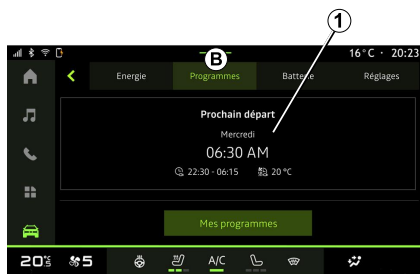 1
16°C · 20:23
B
Energie
Programmes
Batterie
Réglages
Prochain départ
Mercredi
06:30 AM
22:30 - 06:15 20 °C
Mes programmes
20.5 5 A/C